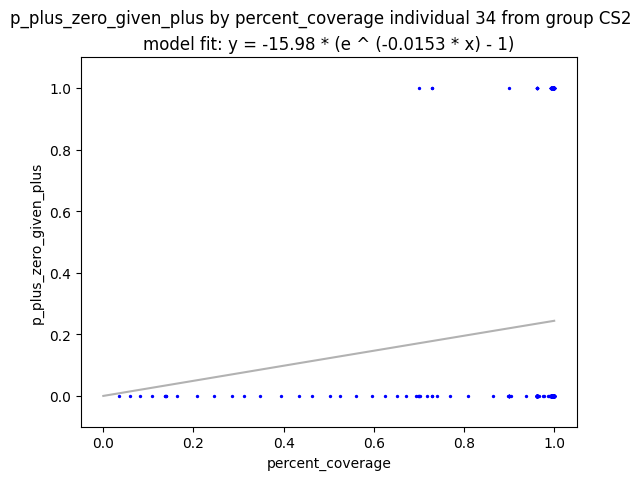 p_plus_zero_given_plus by percent_coverage individual 34 from group CS2
model fit: y = -15.98 * (e ^ (-0.0153 * x) - 1)
p_plus_zero_given_plus
1.0
0.8
0.6
0.4
0.2
0.0
0.0 0.2 0.4 0.6 0.8 1.0
percent_coverage